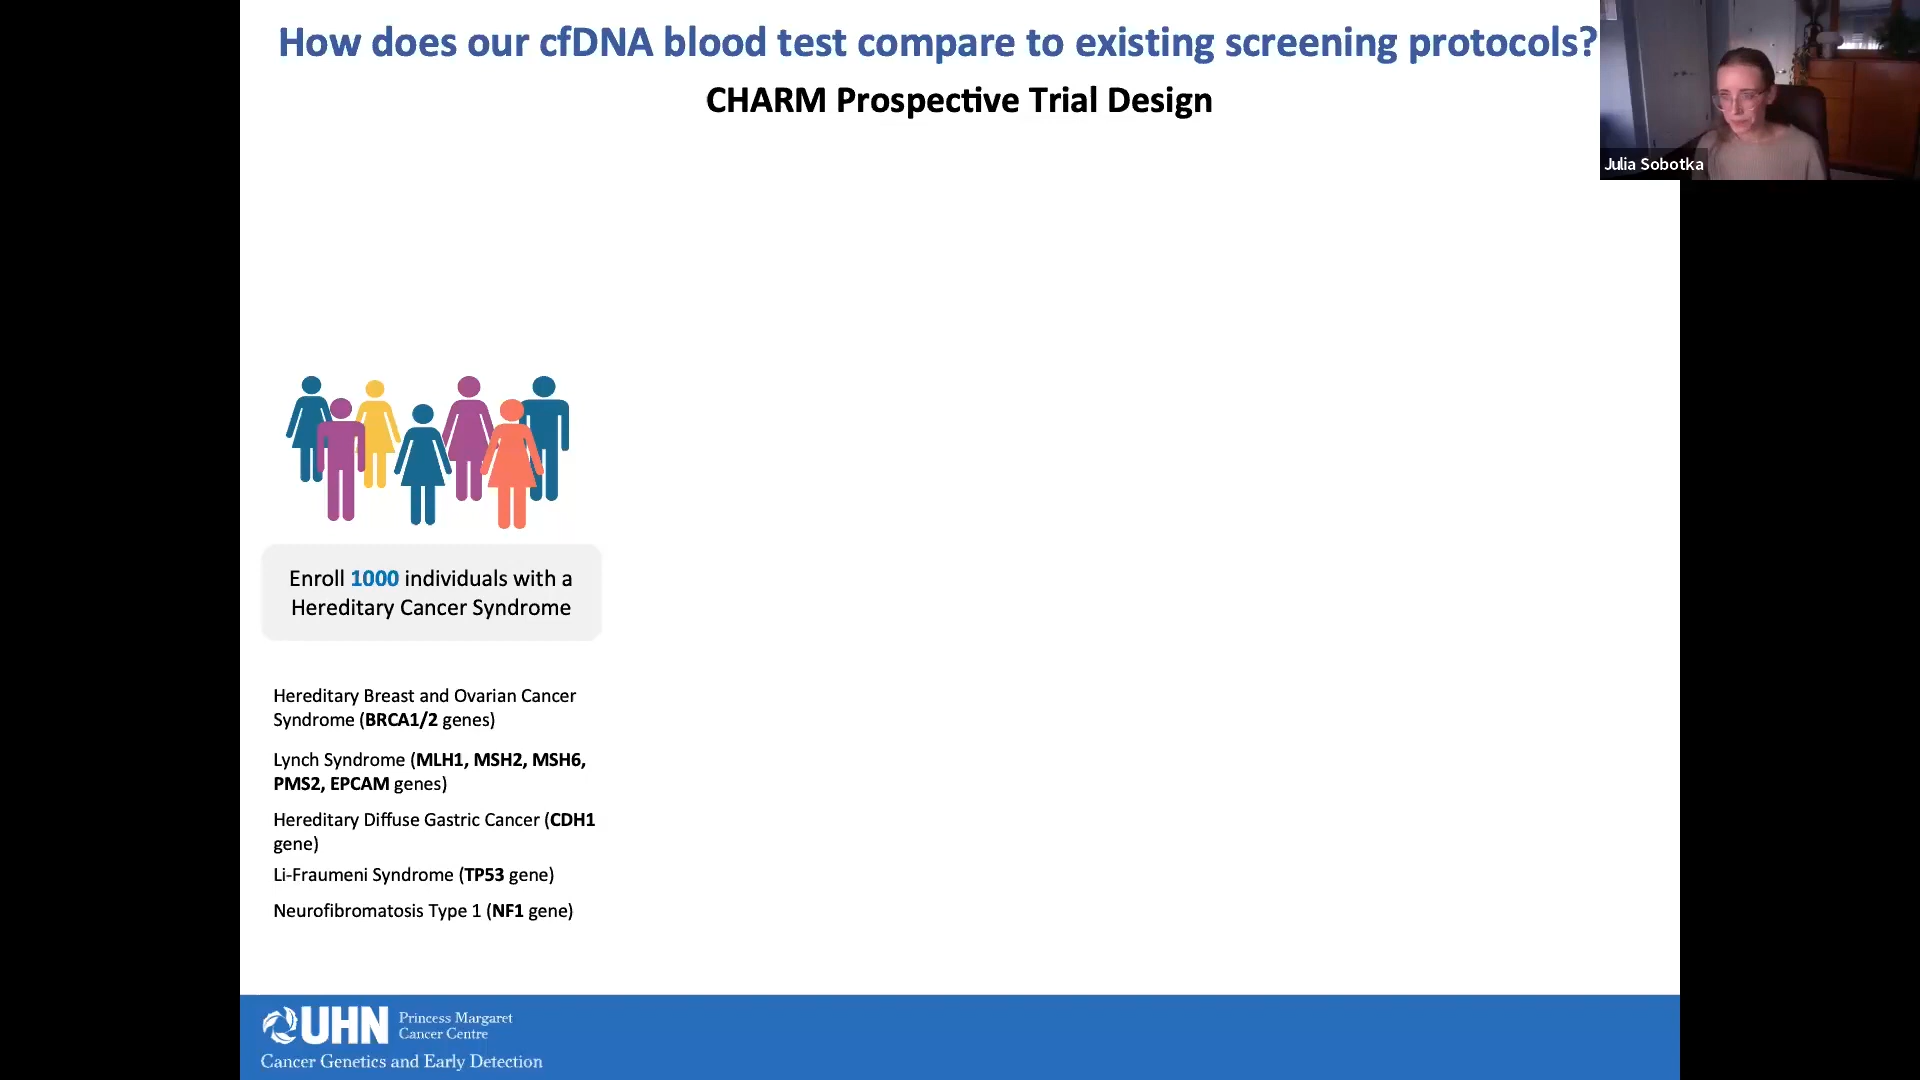 How does our cfDNA blood test compare to existing screening protocols?
CHARM Prospective Trial Design
Julia Sobotka
Enroll 1000 individuals with a
Hereditary Cancer Syndrome
Hereditary Breast and Ovarian Cancer
Syndrome (BRCA1/2 genes)
Lynch Syndrome (MLH1, MSH2, MSH6,
PMS2, EPCAM genes)
Hereditary Diffuse Gastric Cancer (CDH1
gene)
Li-Fraumeni Syndrome (TP53 gene)
Neurofibromatosis Type 1 (NF1 gene)
UHN
Princess Margaret
Cancer Centre
Cancer Genetics and Early Detection